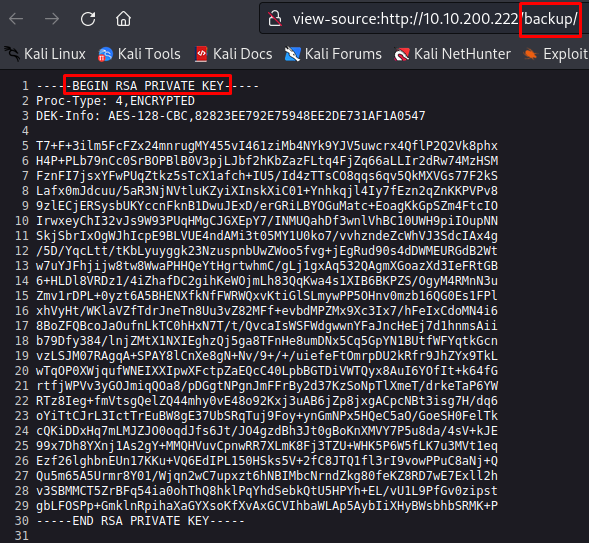 view-source:http://10.10.200.222/backup/
Kali Linux Kali Tools Kali Docs Kali Forums Kali NetHunter Exploit
1 -----BEGIN RSA PRIVATE KEY-----
2 Proc-Type: 4,ENCRYPTED
3 DEK-Info: AES-128-CBC,82823EE792E75948EE2DE731AF1A0547
4
5 T7+F+3ilm5FcFZx24mnrugMY455vI461ziMb4NYk9YJV5uwcrx4QflP2Q2Vk8phx
6 H4P+PLb79nCc0SrBOPBlB0V3pjLJbf2hKbZazFLtq4FjZq66aLLIr2dRw74MzHSM
7 FznFI7jsxYFwPUqZtkz5sTcX1afch+IU5/Id4zTTsCO8qqs6qv5QkMXVGs77F2kS
8 Lafx0mJdcuu/5aR3NjNVtluKZyiXInskXiC01+Ynhkqjl4Iy7fEzn2qZnKKPVPv8
9 9zlECjERSysbUKYccnFknB1DwuJExD/erGRiLBYOGuMatc+EoagKkGpSZm4FtcIO
10 IrwxeyChI32vJs9W93PUqHMgCJGXEpY7/INMUQahDf3wnlVhBC10UWH9piIOupNN
11 SkjSbrIxOgWJhIcpE9BLVUE4ndAMi3t05MY1U0ko7/vvhzndeZcWhVJ3SdcIAx4g
12 /5D/YqcLtt/tKbLyuyggk23NzuspnbUwZWoo5fvg+jEgRud90s4dDWMEURGdB2Wt
13 w7uYJFhjijw8tw8WwaPHHQeYtHgrtwhmC/gLj1gxAq532QAgmXGoazXd3IeFRtGB
14 6+HLDl8VRDz1/4iZhafDC2gihKeWOjmLh83QqKwa4s1XIB6BKPZS/OgyM4RMnN3u
15 Zmv1rDPL+0yzt6A5BHENXfkNfFWRWQxvKtiGlSLmywPP5OHnv0mzb16QG0Es1FPl
16 xhVyHt/WKlaVZfTdrJneTn8Uu3vZ82MFf+evbdMPZMx9Xc3Ix7/hFeIxCdoMN4i6
17 8BoZFQBcoJaOufnLkTC0hHxN7T/t/QvcaIsWSFWdgwwnYFaJncHeEj7d1hnmsAii
18 b79Dfy384/lnjZMtX1NXIEghzQj5ga8TFnHe8umDNx5Cq5GpYN1BUtfWFYqtkGcn
19 vzLSJM07RAgqA+SPAY8lCnXe8gN+Nv/9+/+/uiefeFtOmrpDU2kRfr9JhZYx9TkL
20 wTqOP0XWjqufWNEIXXIpwXFctpZaEQcC40LpbBGTDiVWTQyx8AuI6YOfIt+k64fG
21 rtfjWPVv3yGOJmiqQOa8/pDGgtNPgnJmFFrBy2d37KzSoNpTlXmeT/drkeTaP6YW
22 RTz8Ieg+fmVtsgQelZQ44mhy0vE48o92Kxj3uAB6jZp8jxgACpcNBt3isg7H/dq6
23 oYiTtCJrL3IctTrEuBW8gE37UbSRqTuj9Foy+ynGmNPx5HQeC5aO/GoeSH0FelTk
24 cQKiDDxHq7mLMJZJO0oqdJfs6Jt/JO4gzdBh3Jt0gBoKnXMVY7P5u8da/4sV+kJE
25 99x7Dh8YXnj1As2gY+MMQHVuvCpnwRR7XLmK8Fj3TZU+WHK5P6W5fLK7u3MVt1eq
26 Ezf26lghbnEUn17KKu+VQ6EdIPL150HSks5V+2fC8JTQ1fl3rI9vowPPuC8aNj+Q
27 Qu5m65A5Urmr8Y01/Wjqn2wC7upxzt6hNBIMbcNrndZkg80feKZ8RD7wE7Exll2h
28 v3SBMMCT5ZrBFq54ia0ohThQ8hklPqYhdSebkQtU5HPYh+EL/vU1L9PfGv0zipst
29 gbLFOSPp+GmklnRpihaXaGYXsoKfXvAxGCVIhbaWLAp5AybIiXHyBWsbhbSRMK+P
30 -----END RSA PRIVATE KEY-----
31